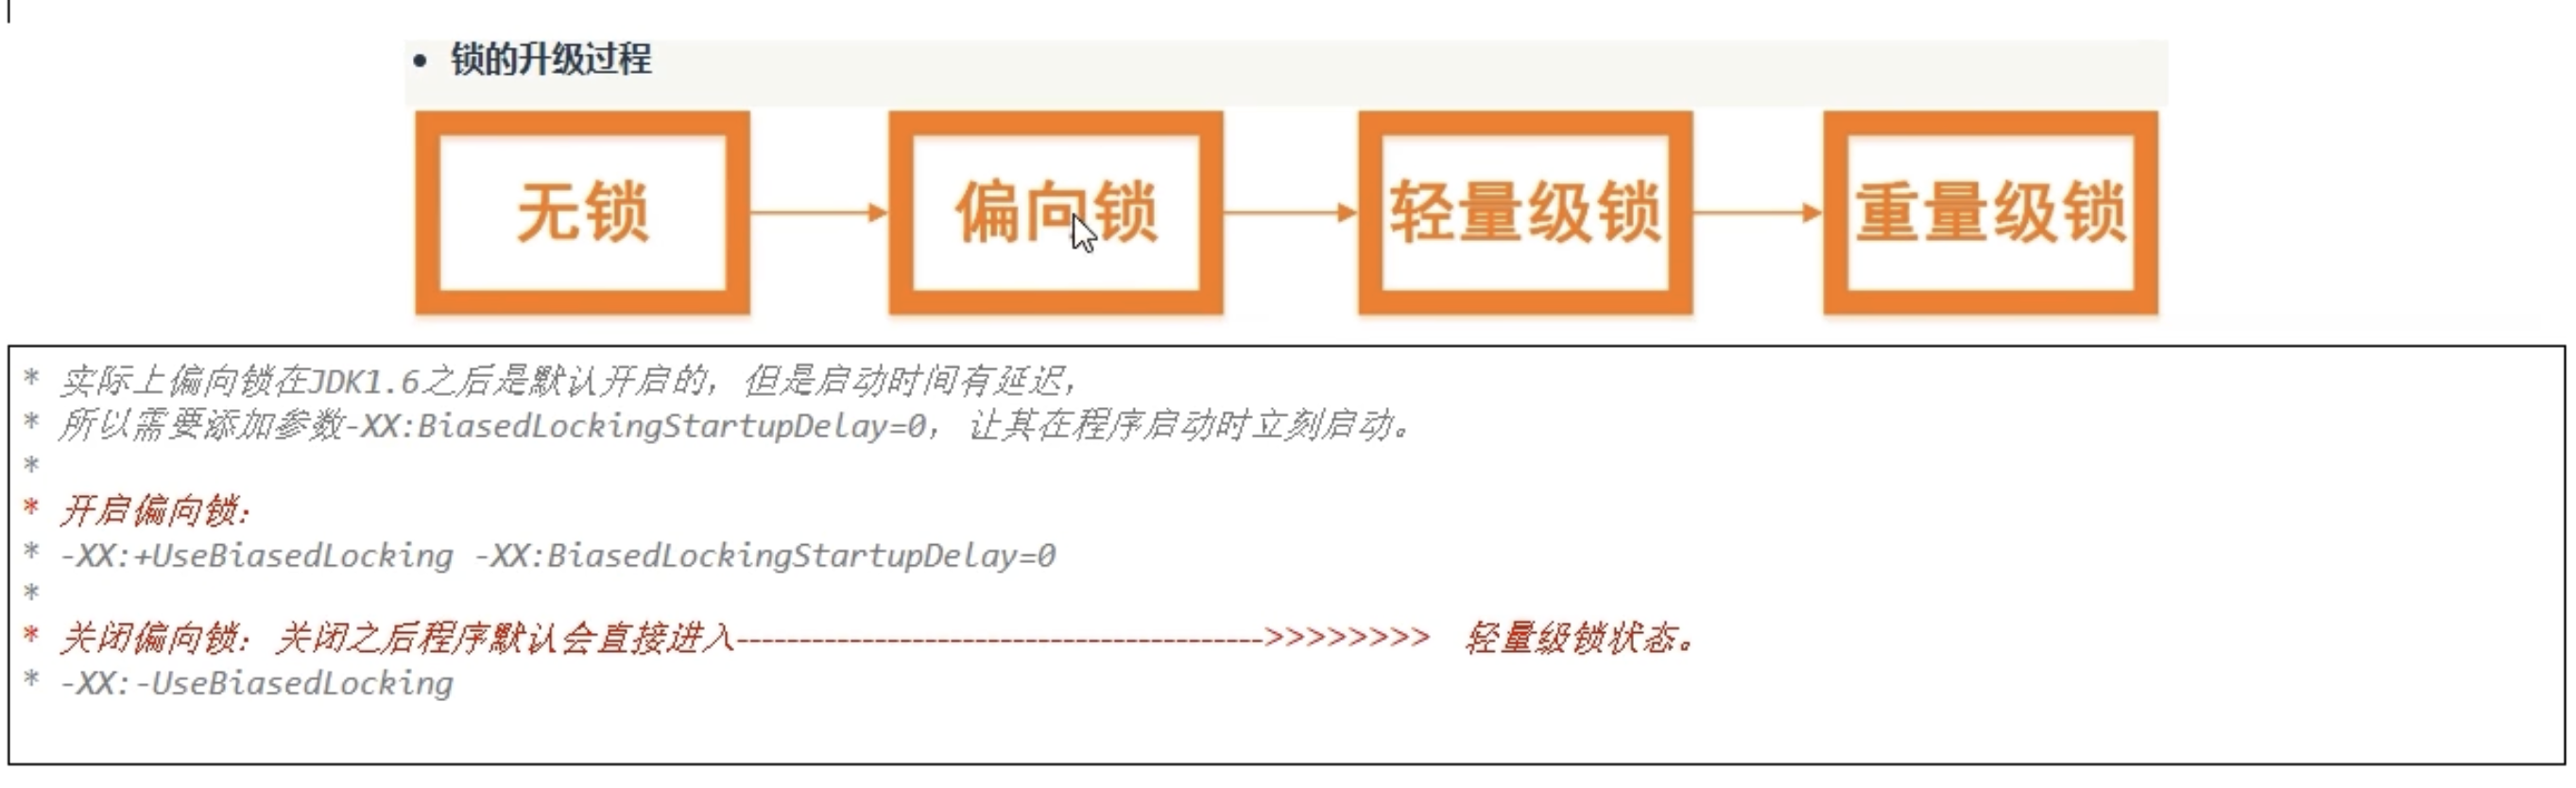 • 锁的升级过程
无锁 偏向锁 轻量级锁 重量级锁
* 实际上偏向锁在JDK1.6之后是默认开启的，但是启动时间有延迟，
* 所以需要添加参数-XX:BiasedLockingStartupDelay=0，让其在程序启动时立刻启动。
*
* 开启偏向锁：
* -XX:+UseBiasedLocking -XX:BiasedLockingStartupDelay=0
*
* 关闭偏向锁：关闭之后程序默认会直接进入------------------------------------------>>>>>>>> 轻量级锁状态。
* -XX:-UseBiasedLocking